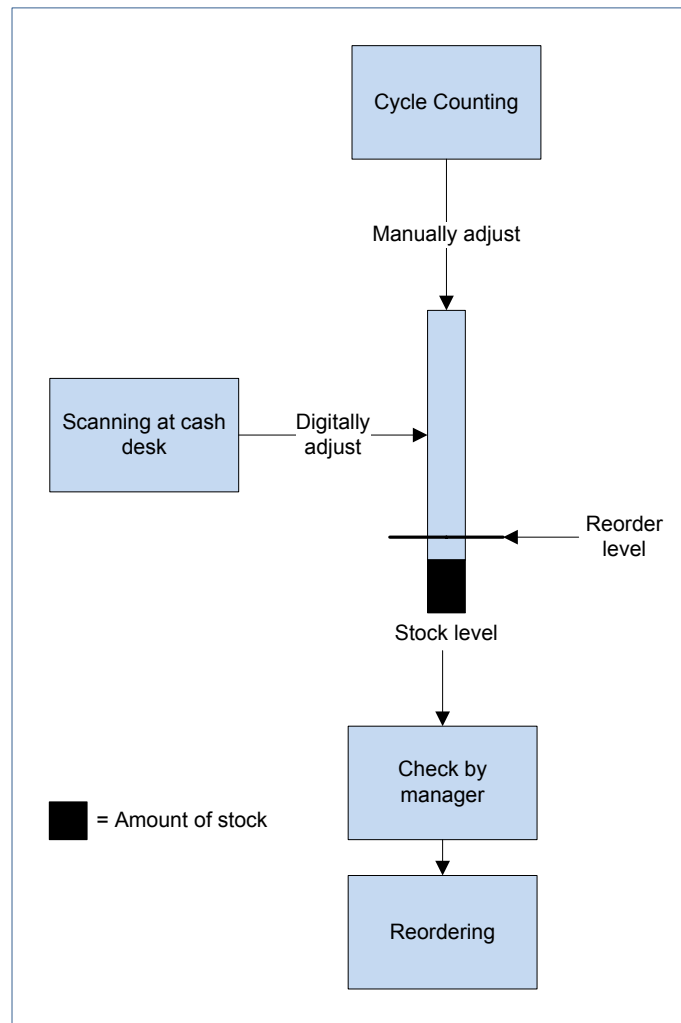 Cycle Counting
Manually adjust
Scanning at cash
desk
Digitally
adjust
Reorder
level
Stock level
Check by
manager
= Amount of stock
Reordering